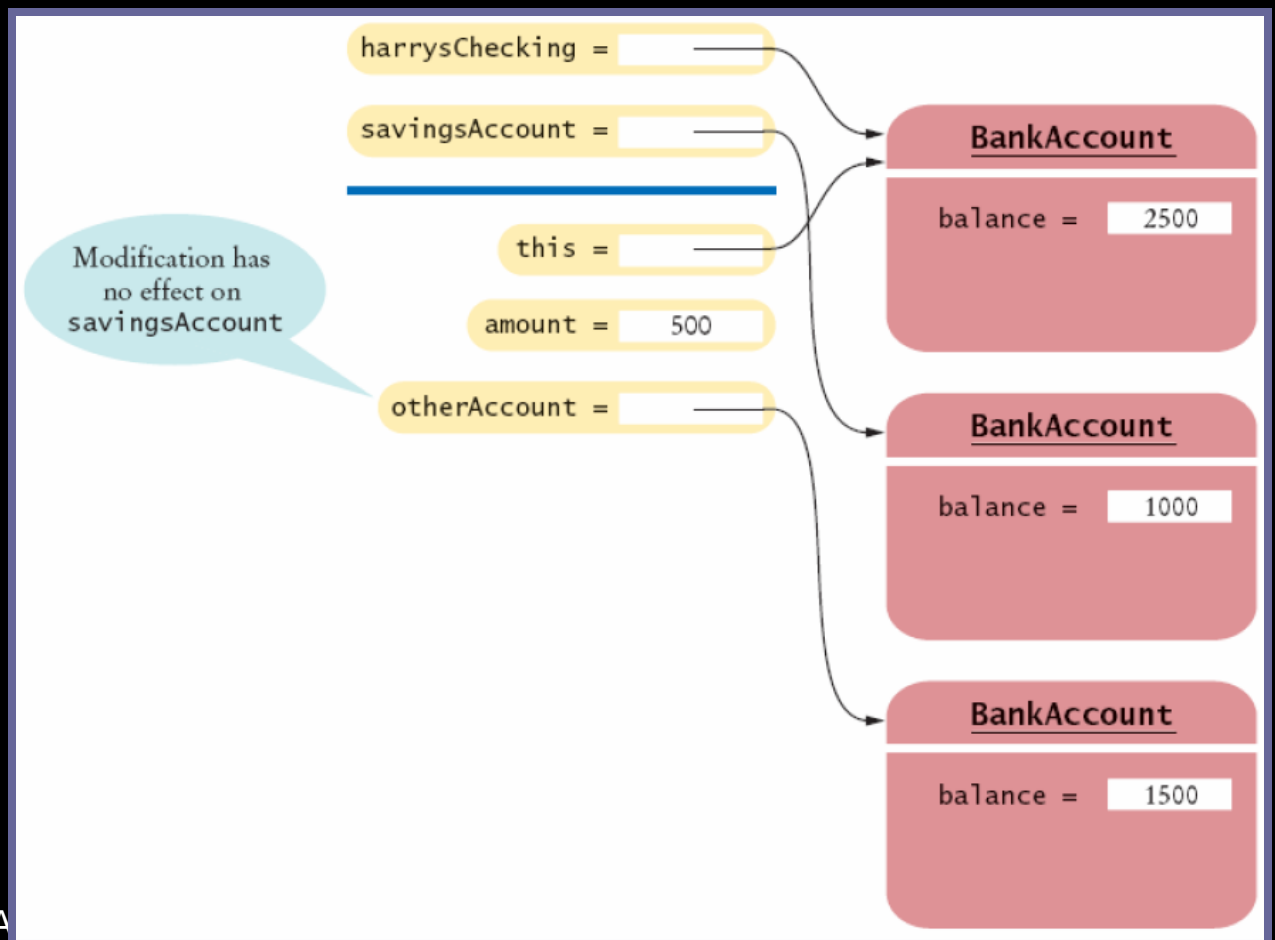 harrysChecking =
savingsAccount =
BankAccount
balance = 2500
this =
Modification has
no effect on
savingsAccount
amount = 500
otherAccount =
BankAccount
balance = 1000
BankAccount
balance = 1500
A